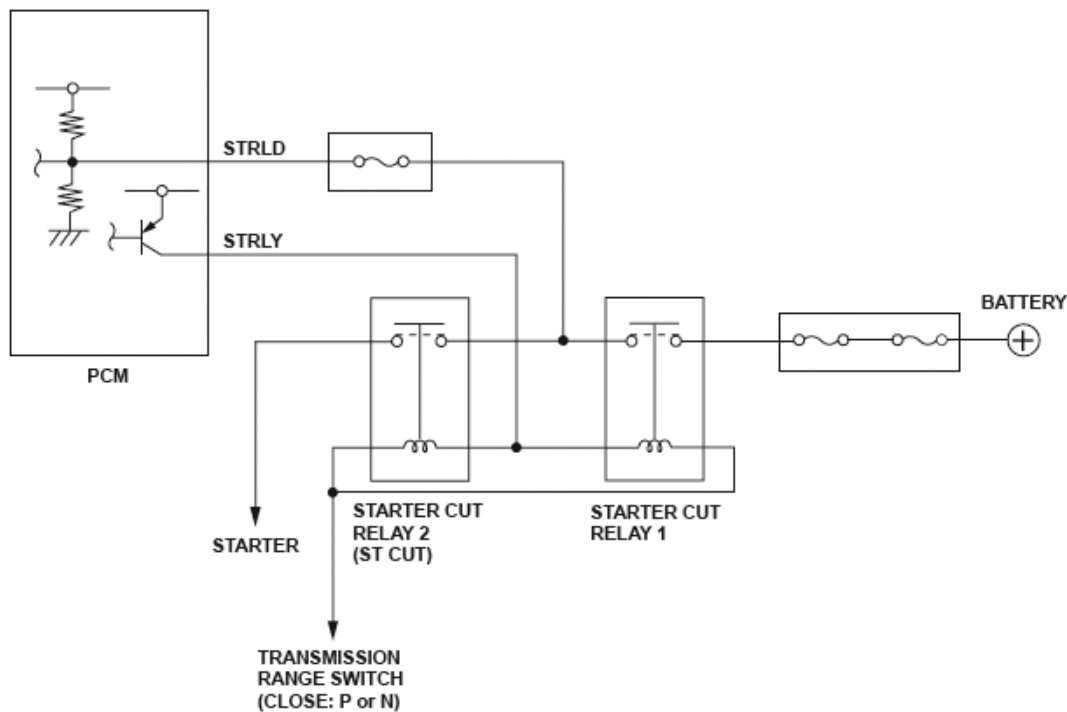 STRLD
STRLY
BATTERY
PCM
STARTER CUT
RELAY 2
(ST CUT)
STARTER CUT
RELAY 1
STARTER
TRANSMISSION
RANGE SWITCH
(CLOSE: P or N)